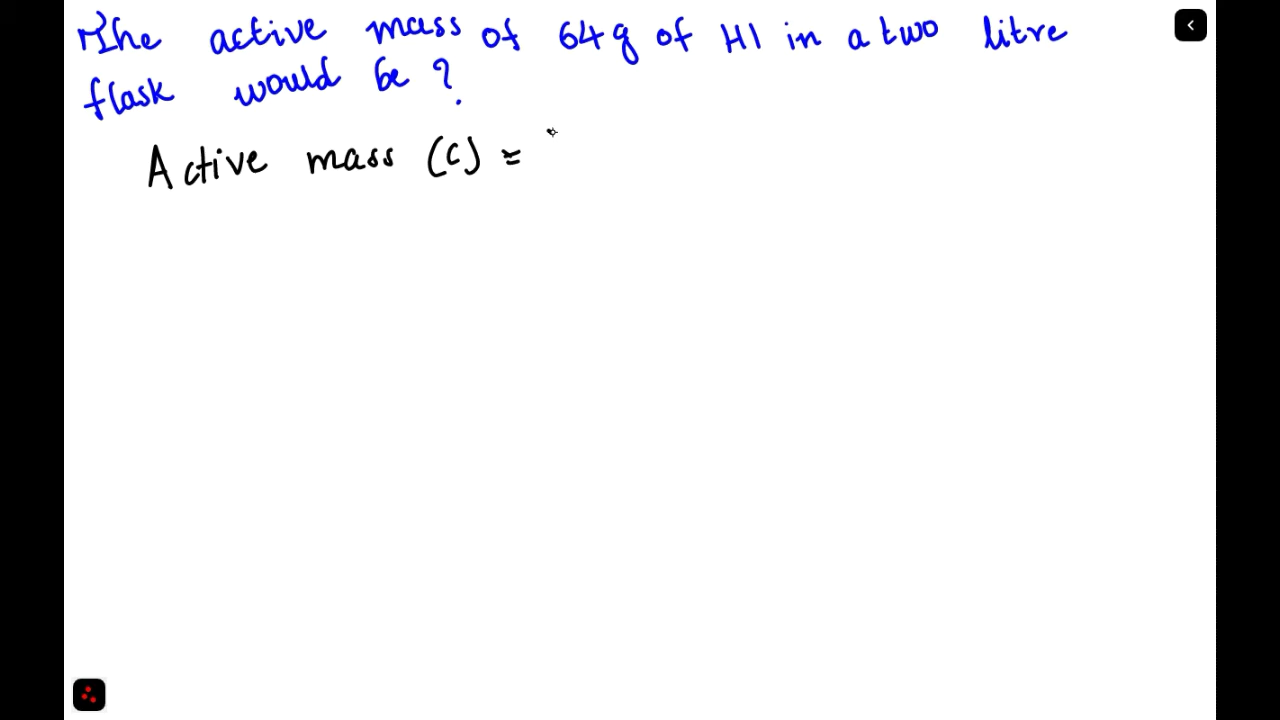 The active mass of 64g of HI in a two litre
flask would be ?
Active mass (c) =